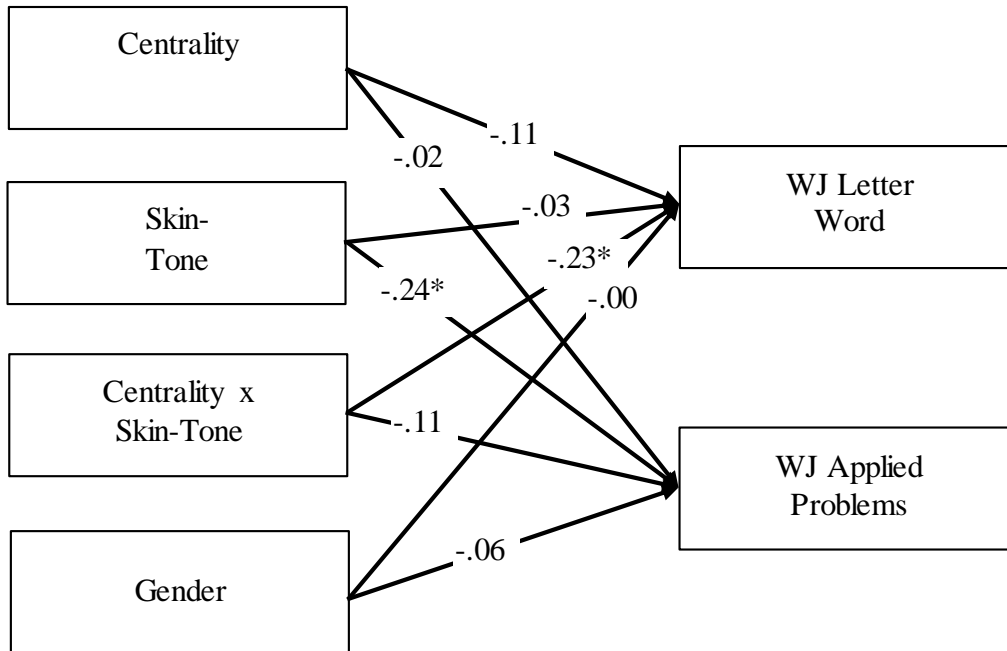 Centrality
-.11
-.02
WJ Letter
Word
Skin-
Tone
-.03
-.23*
-.24*
-.00
Centrality x
Skin-Tone
-.11
WJ Applied
Problems
-.06
Gender